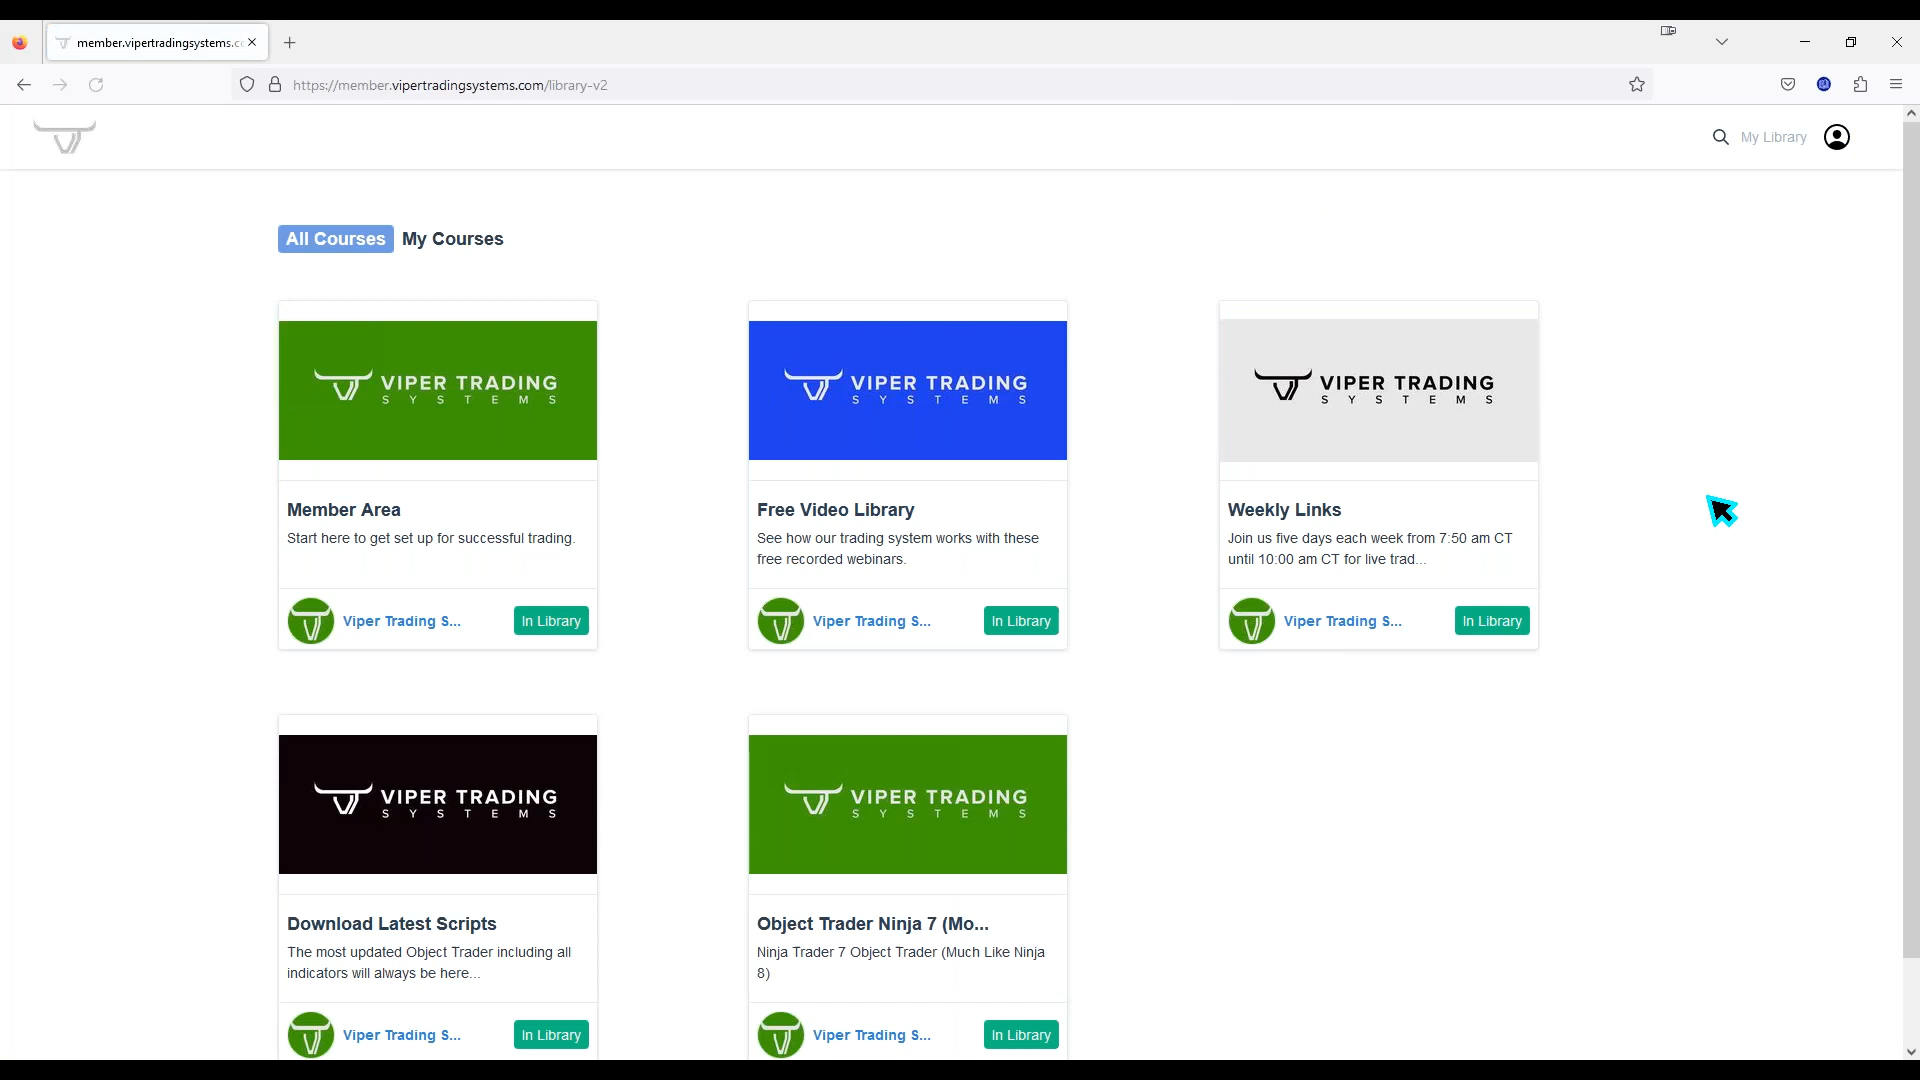 member.vipertradingsystems.c
https://member.vipertradingsystems.com/library-v2
My Library
All Courses My Courses
VIPER TRADING
SYSTEMS
Member Area
Start here to get set up for successful trading.
Viper Trading S...
In Library
VIPER TRADING
SYSTEMS
Free Video Library
See how our trading system works with these
free recorded webinars.
Viper Trading S...
In Library
VIPER TRADING
SYSTEMS
Weekly Links
Join us five days each week from 7:50 am CT
until 10:00 am CT for live trad...
Viper Trading S...
In Library
VIPER TRADING
SYSTEMS
Download Latest Scripts
The most updated Object Trader including all
indicators will always be here...
Viper Trading S...
In Library
VIPER TRADING
SYSTEMS
Object Trader Ninja 7 (Mo...
Ninja Trader 7 Object Trader (Much Like Ninja
8)
Viper Trading S...
In Library